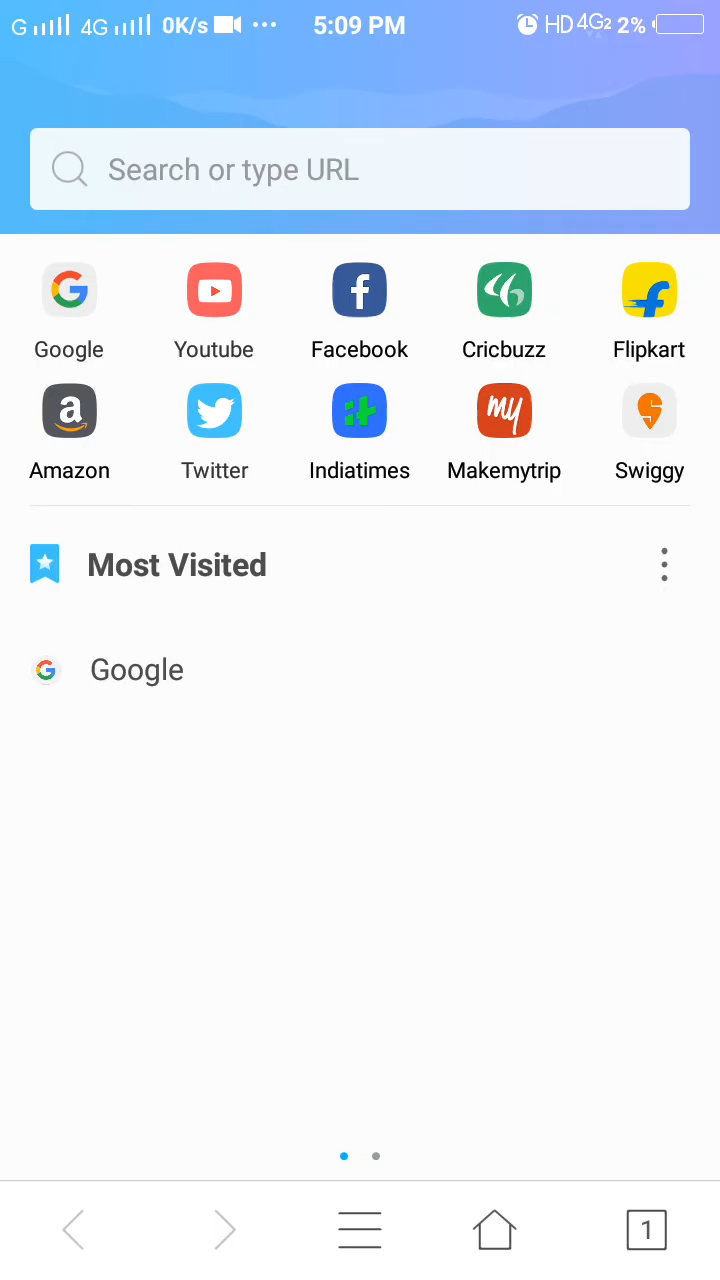 G 4G 0K/s 5:09 PM HD 4G2 2%
Search or type URL
Google Youtube Facebook Cricbuzz Flipkart
Amazon Twitter Indiatimes Makemytrip Swiggy
Most Visited
Google
1